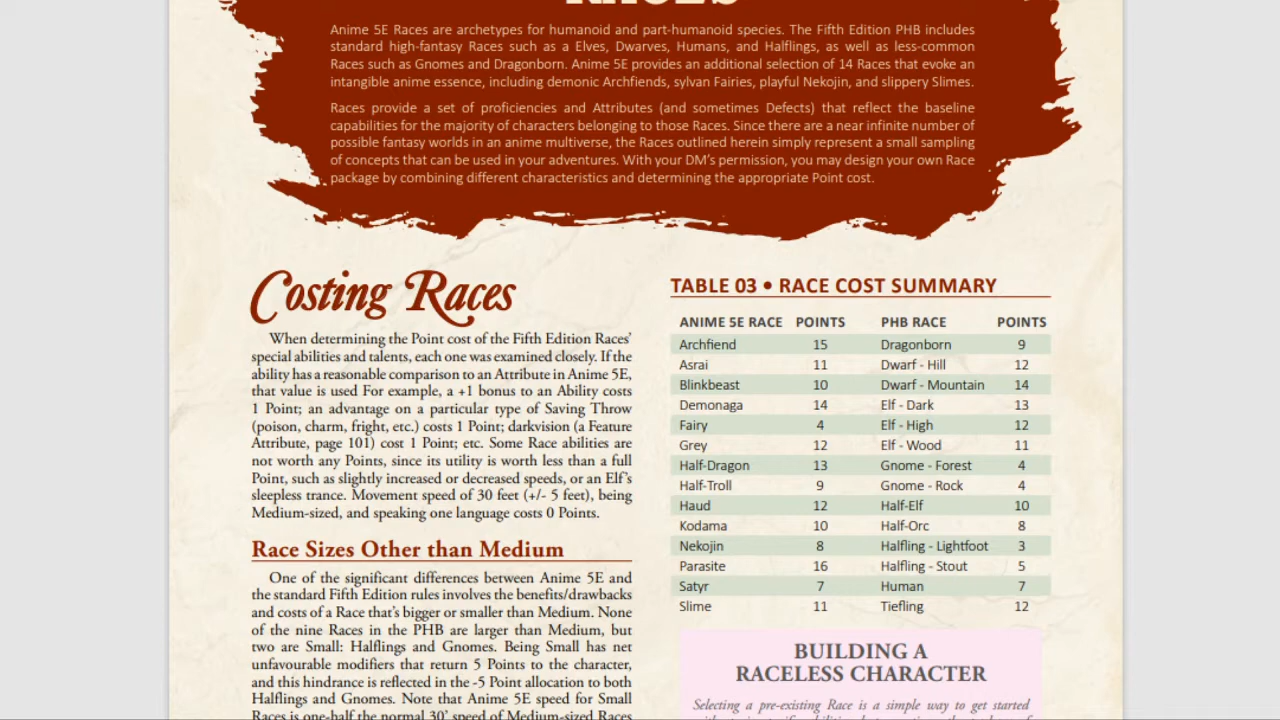 Anime 5E Races are archetypes for humanoid and part-humanoid species. The Fifth Edition PHB includes
standard high-fantasy Races such as a Elves, Dwarves, Humans, and Halflings, as well as less-common
Races such as Gnomes and Dragonborn. Anime 5E provides an additional selection of 14 Races that evoke an
intangible anime essence, including demonic Archfiends, sylvan Fairies, playful Nekojin, and slippery Slimes.
Races provide a set of proficiencies and Attributes (and sometimes Defects) that reflect the baseline
capabilities for the majority of characters belonging to those Races. Since there are a near infinite number of
possible fantasy worlds in an anime multiverse, the Races outlined herein simply represent a small sampling
of concepts that can be used in your adventures. With your DM's permission, you may design your own Race
package by combining different characteristics and determining the appropriate Point cost.
Costing Races
When determining the Point cost of the Fifth Edition Races'
special abilities and talents, each one was examined closely. If the
ability has a reasonable comparison to an Attribute in Anime 5E,
that value is used For example, a +1 bonus to an Ability costs
1 Point; an advantage on a particular type of Saving Throw
(poison, charm, fright, etc.) costs 1 Point; darkvision (a Feature
Attribute, page 101) cost 1 Point; etc. Some Race abilities are
not worth any Points, since its utility is worth less than a full
Point, such as slightly increased or decreased speeds, or an Elf's
sleepless trance. Movement speed of 30 feet (+/- 5 feet), being
Medium-sized, and speaking one language costs 0 Points.
Race Sizes Other than Medium
One of the significant differences between Anime 5E and
the standard Fifth Edition rules involves the benefits/drawbacks
and costs of a Race that's bigger or smaller than Medium. None
of the nine Races in the PHB are larger than Medium, but
two are Small: Halflings and Gnomes. Being Small has net
unfavourable modifiers that return 5 Points to the character,
and this hindrance is reflected in the -5 Point allocation to both
Halflings and Gnomes. Note that Anime 5E speed for Small
Races is one-half the normal 30' speed of Medium-sized Races
TABLE 03 • RACE COST SUMMARY
ANIME 5E RACE POINTS PHB RACE POINTS
Archfiend 15 Dragonborn 9
Asrai 11 Dwarf - Hill 12
Blinkbeast 10 Dwarf - Mountain 14
Demonaga 14 Elf - Dark 13
Fairy 4 Elf - High 12
Grey 12 Elf - Wood 11
Half-Dragon 13 Gnome - Forest 4
Half-Troll 9 Gnome - Rock 4
Haud 12 Half-Elf 10
Kodama 10 Half-Orc 8
Nekojin 8 Halfling - Lightfoot 3
Parasite 16 Halfling - Stout 5
Satyr 7 Human 7
Slime 11 Tiefling 12
BUILDING A
RACELESS CHARACTER
Selecting a pre-existing Race is a simple way to get started